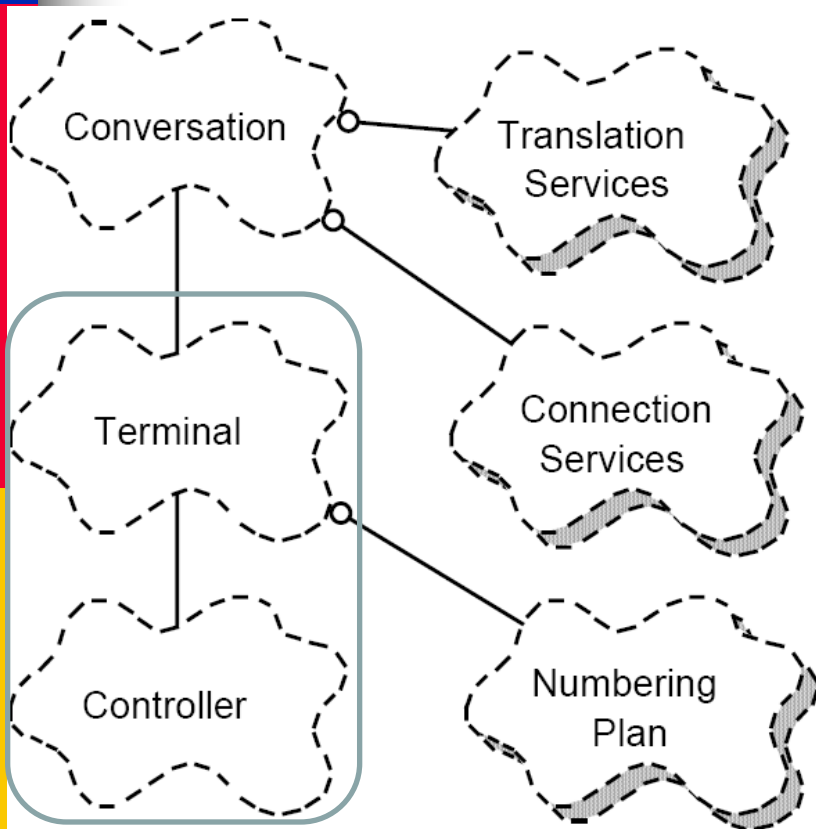 Conversation
Translation
Services
Terminal
Connection
Services
Controller
Numbering
Plan